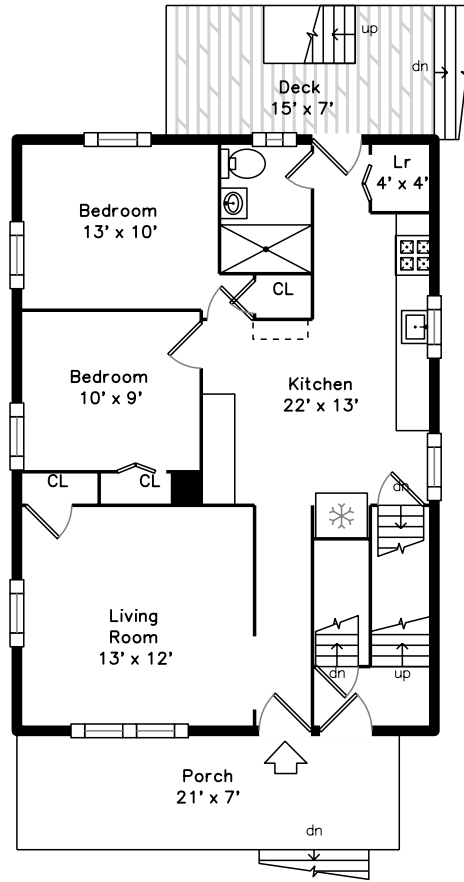 up
dn
Deck
15' x 7'
Lr
4' x 4'
Bedroom
13' x 10'
CL
Bedroom
10' x 9'
Kitchen
22' x 13'
CL
CL
dn
Living
Room
13' x 12'
dn
up
Porch
21' x 7'
dn